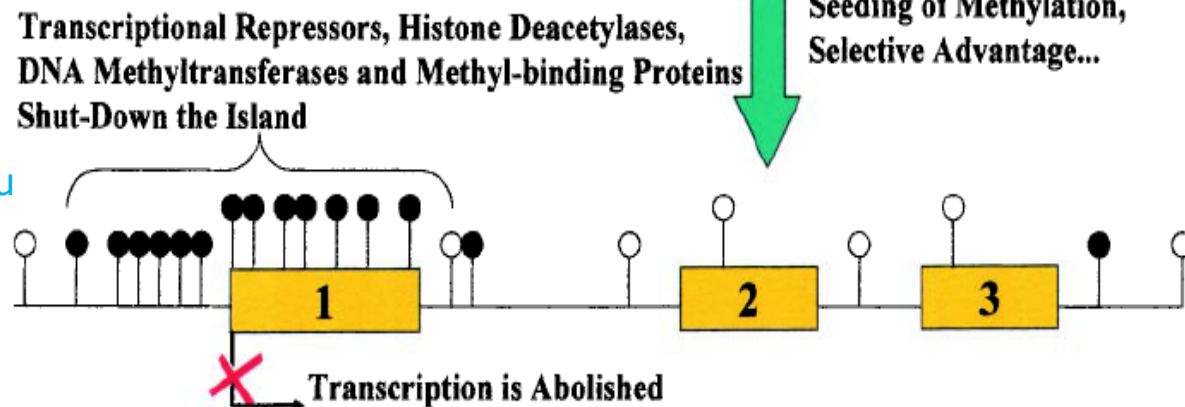 Seeding of Methylation,
Selective Advantage...
Transcriptional Repressors, Histone Deacetylases,
DNA Methyltransferases and Methyl-binding Proteins
Shut-Down the Island
u
1
2
3
Transcription is Abolished